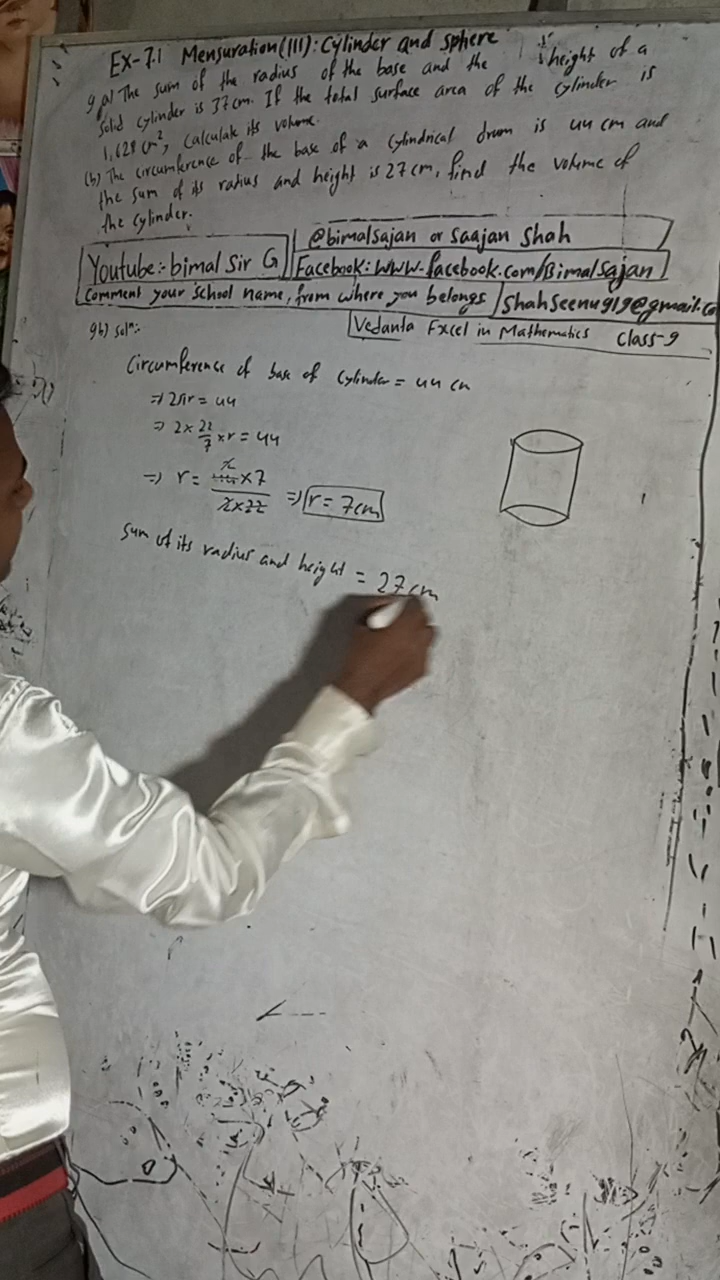 Ex-7.1 Mensuration(III): Cylinder and sphere
9 a) The sum of the radius of the base and the height of a
solid cylinder is 37cm. If the total surface area of the cylinder is
1,628 cm², Calculate its volume.
(b) The circumference of the base of a cylindrical drum is 44 cm and
the sum of its radius and height is 27cm, find the volume of
the cylinder.
@bimalsajan or Saajan Shah
Youtube:- bimal Sir G
Facebook: www.facebook.com/Bimalsajan
Comment your school name, from where you belongs
Shahseenu919@gmail.co
Vedanta Excel in Mathematics Class-9
9b) Solⁿ:-
Circumference of base of cylinder = 44 cm
⇒ 2πr = 44
⇒ 2 × 22/7 × r = 44
⇒ r = 44×7/2×22 ⇒ r = 7cm
Sum of its radius and height = 27cm